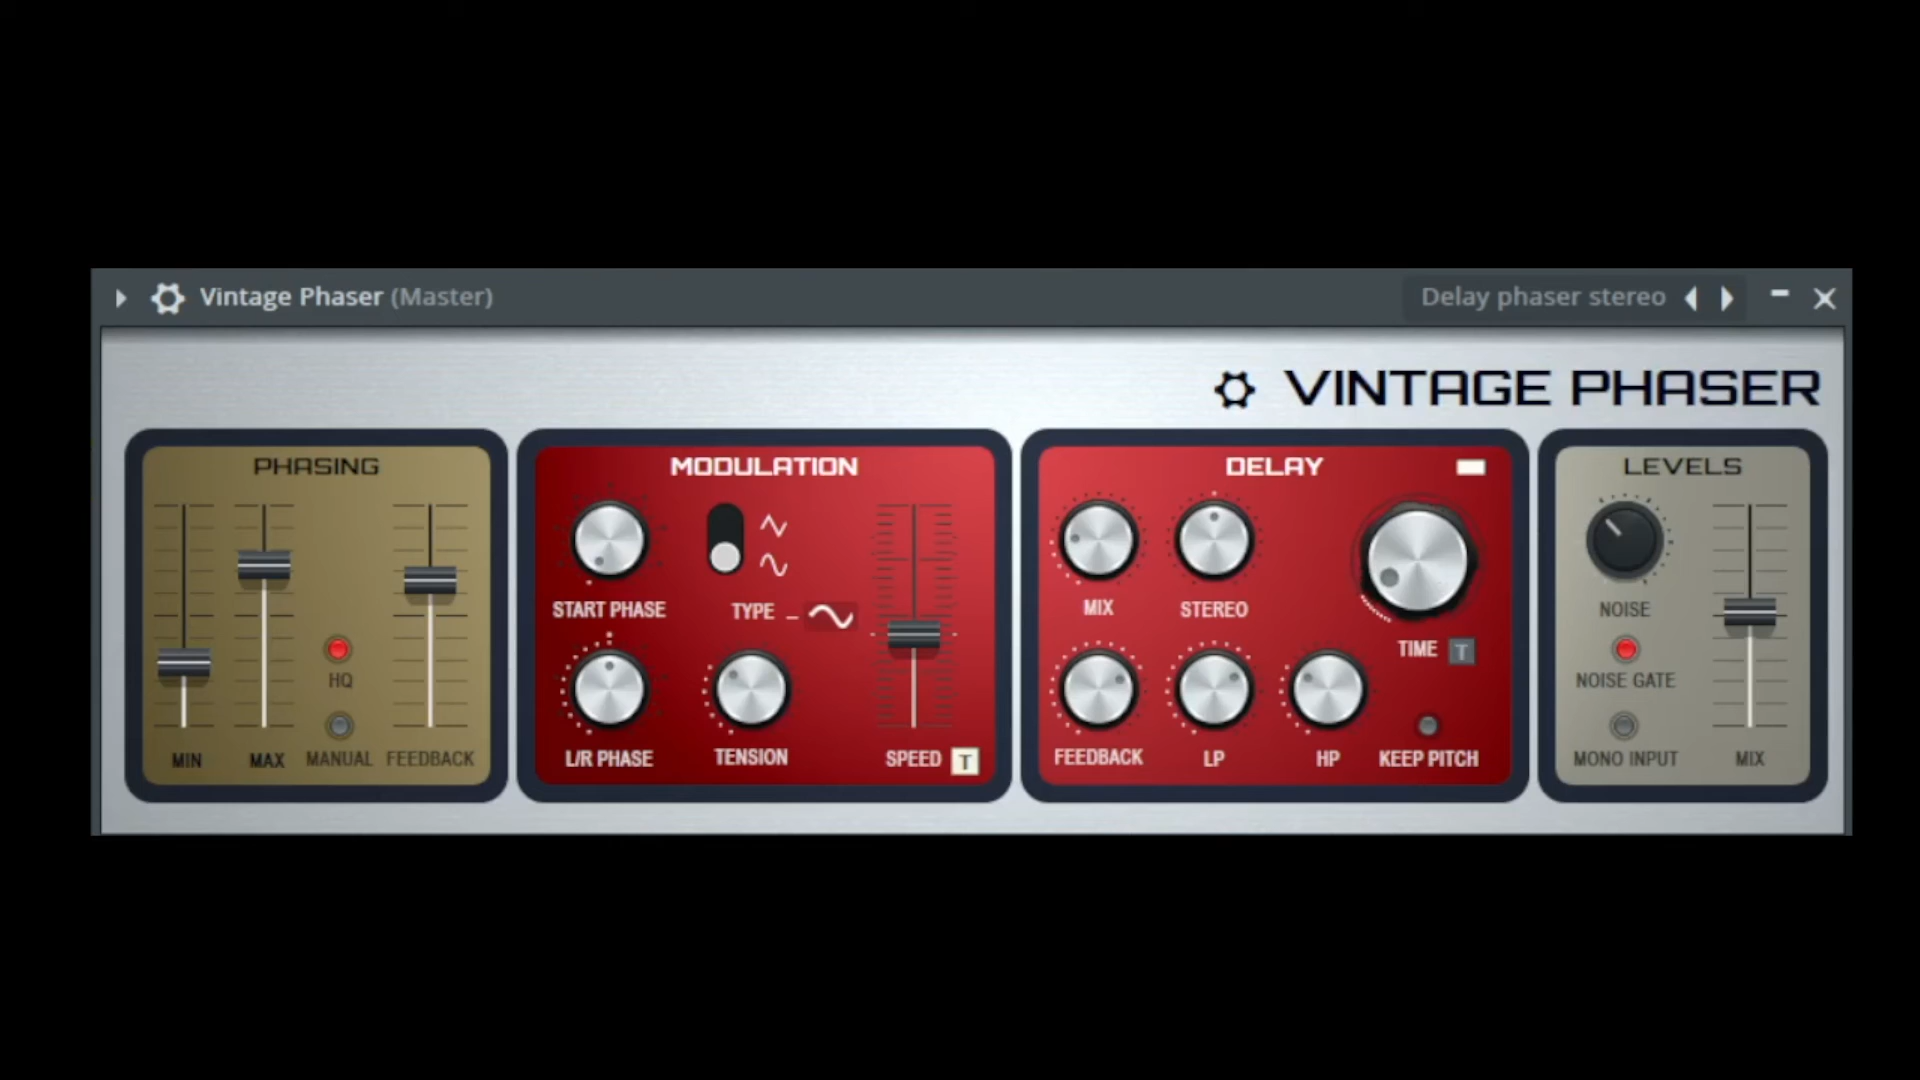 Vintage Phaser (Master)
Delay phaser stereo
VINTAGE PHASER
PHASING
HQ
MIN
MAX
MANUAL
FEEDBACK
MODULATION
START PHASE
TYPE
L/R PHASE
TENSION
SPEED T
DELAY
MIX
STEREO
TIME T
FEEDBACK
LP
HP
KEEP PITCH
LEVELS
NOISE
NOISE GATE
MONO INPUT
MIX